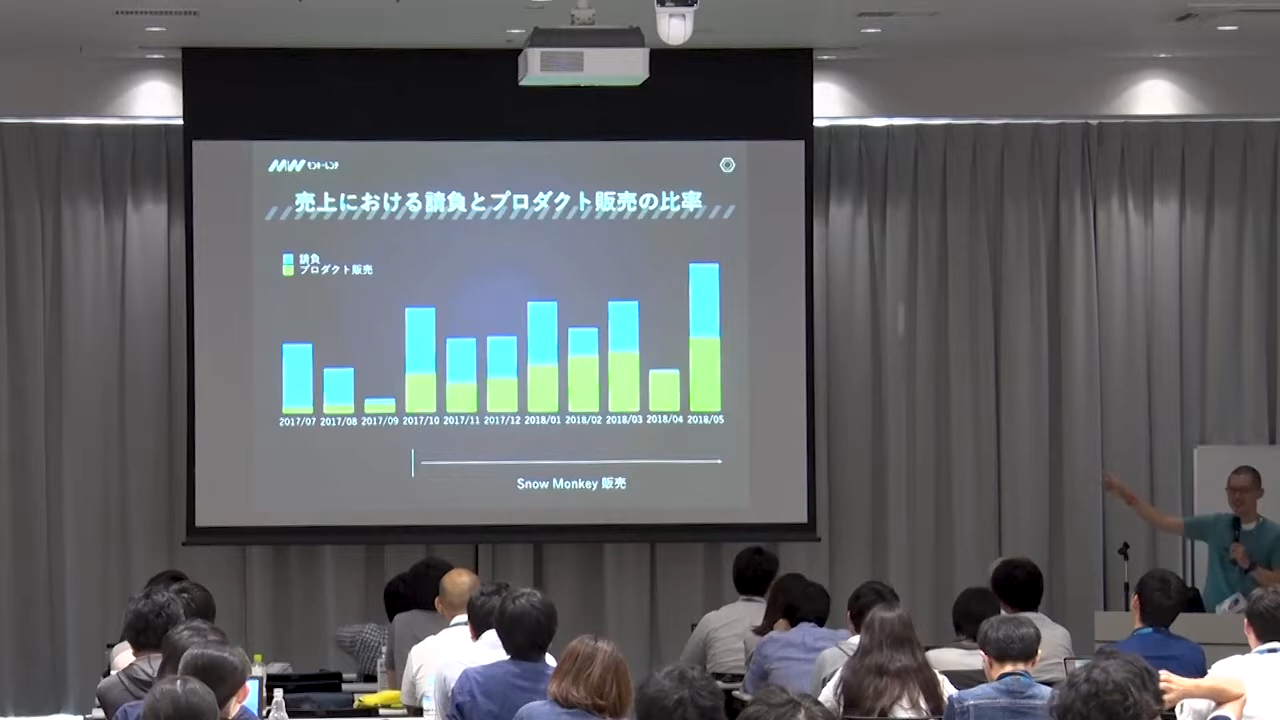 MW モンキーレンチ
売上における請負とプロダクト販売の比率
請負
プロダクト販売
2017/07 2017/08 2017/09 2017/10 2017/11 2017/12 2018/01 2018/02 2018/03 2018/04 2018/05
Snow Monkey 販売